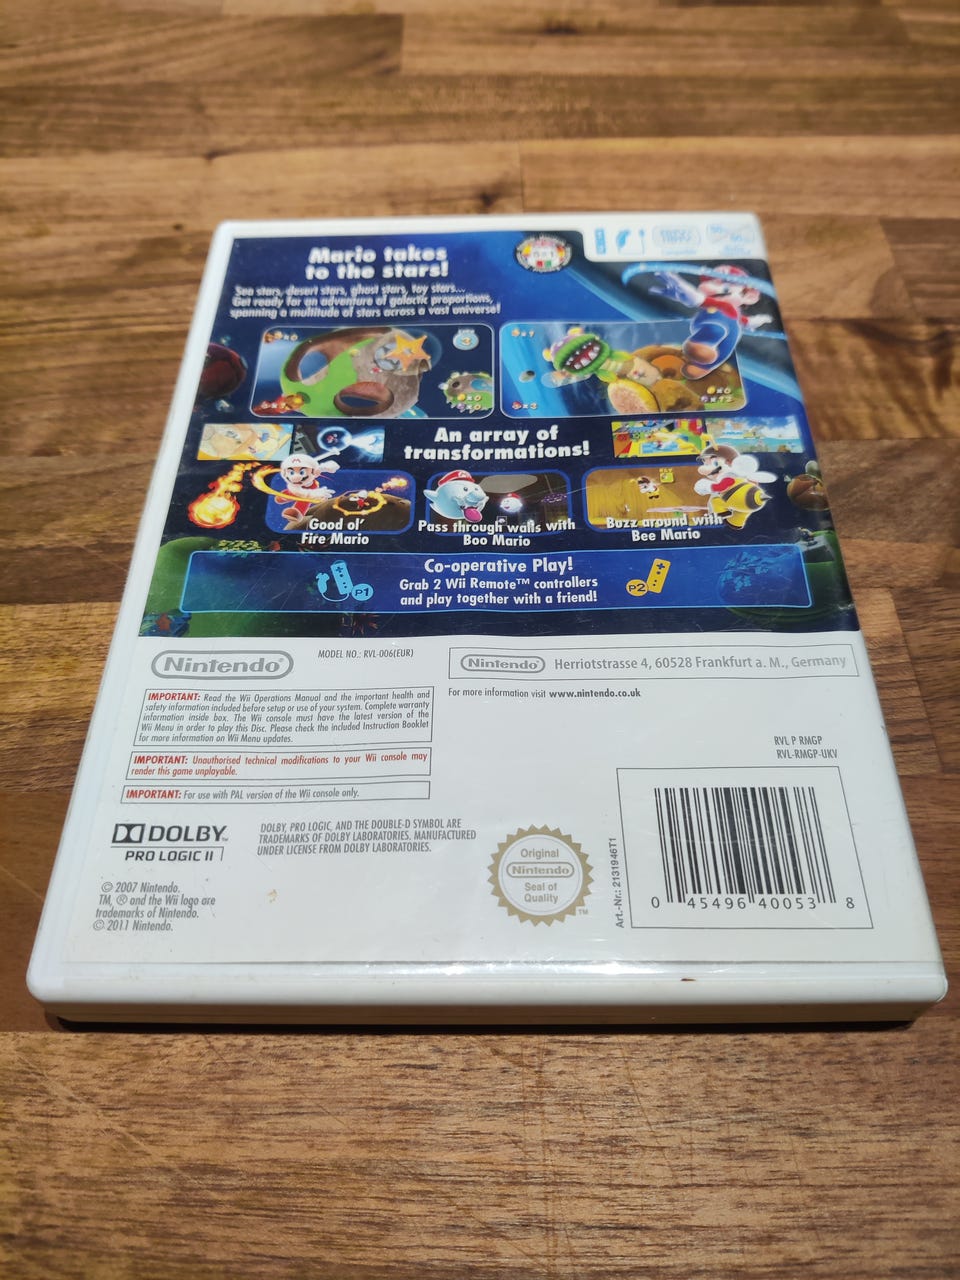 Mario takes
to the stars!
Sea stars, desert stars, ghost stars, toy stars...
Get ready for an adventure of galactic proportions,
spanning a multitude of stars across a vast universe!
An array of
transformations!
Good ol'
Fire Mario
Pass through walls with
Boo Mario
Buzz around with
Bee Mario
Co-operative Play!
Grab 2 Wii Remote™ controllers
and play together with a friend!
P1
P2
Nintendo®
MODEL NO.: RVL-006(EUR)
Nintendo® Herriotstrasse 4, 60528 Frankfurt a. M., Germany
For more information visit www.nintendo.co.uk
IMPORTANT: Read the Wii Operations Manual and the important health and
safety information included before setup or use of your system. Complete warranty
information inside box. The Wii console must have the latest version of the
Wii Menu in order to play this Disc. Please check the included Instruction Booklet
for more information on Wii Menu updates.
IMPORTANT: Unauthorised technical modifications to your Wii console may
render this game unplayable.
IMPORTANT: For use with PAL version of the Wii console only.
RVL P RMGP
RVL-RMGP-UKV
DOLBY™
PRO LOGIC II
DOLBY, PRO LOGIC, AND THE DOUBLE-D SYMBOL ARE
TRADEMARKS OF DOLBY LABORATORIES. MANUFACTURED
UNDER LICENSE FROM DOLBY LABORATORIES.
© 2007 Nintendo.
TM, ® and the Wii logo are
trademarks of Nintendo.
© 2011 Nintendo.
Original
Nintendo®
Seal of
Quality
™
Art.-Nr.: 2131946T1
0 45496 40053 8